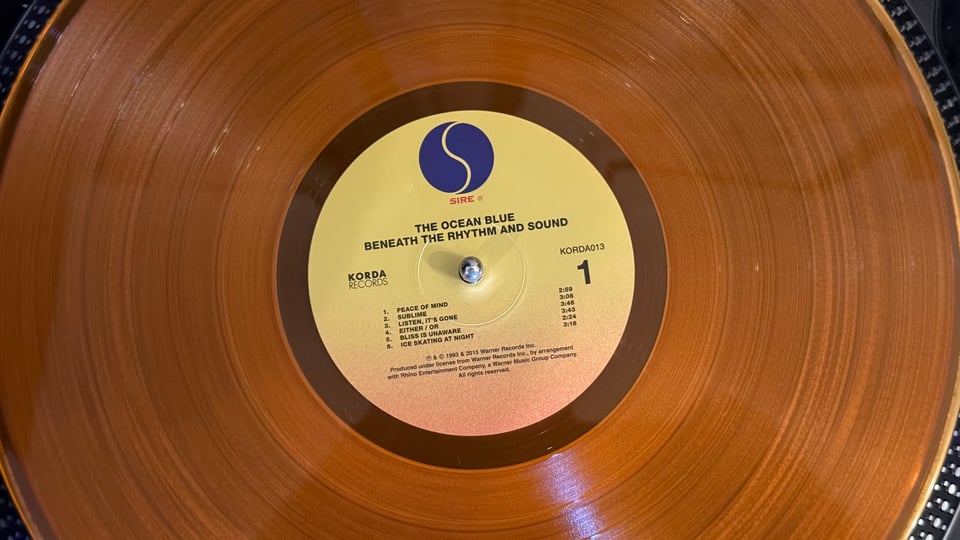 SIRE ®
THE OCEAN BLUE
BENEATH THE RHYTHM AND SOUND
KORDA
RECORDS
KORDA013
1
1. PEACE OF MIND 2:59
2. SUBLIME 3:08
3. LISTEN, IT'S GONE 3:46
4. EITHER / OR 3:43
5. BLISS IS UNAWARE 2:24
6. ICE SKATING AT NIGHT 3:18
℗ & © 1993 & 2015 Warner Records Inc.
Produced under license from Warner Records Inc., by arrangement
with Rhino Entertainment Company, a Warner Music Group Company.
All rights reserved.